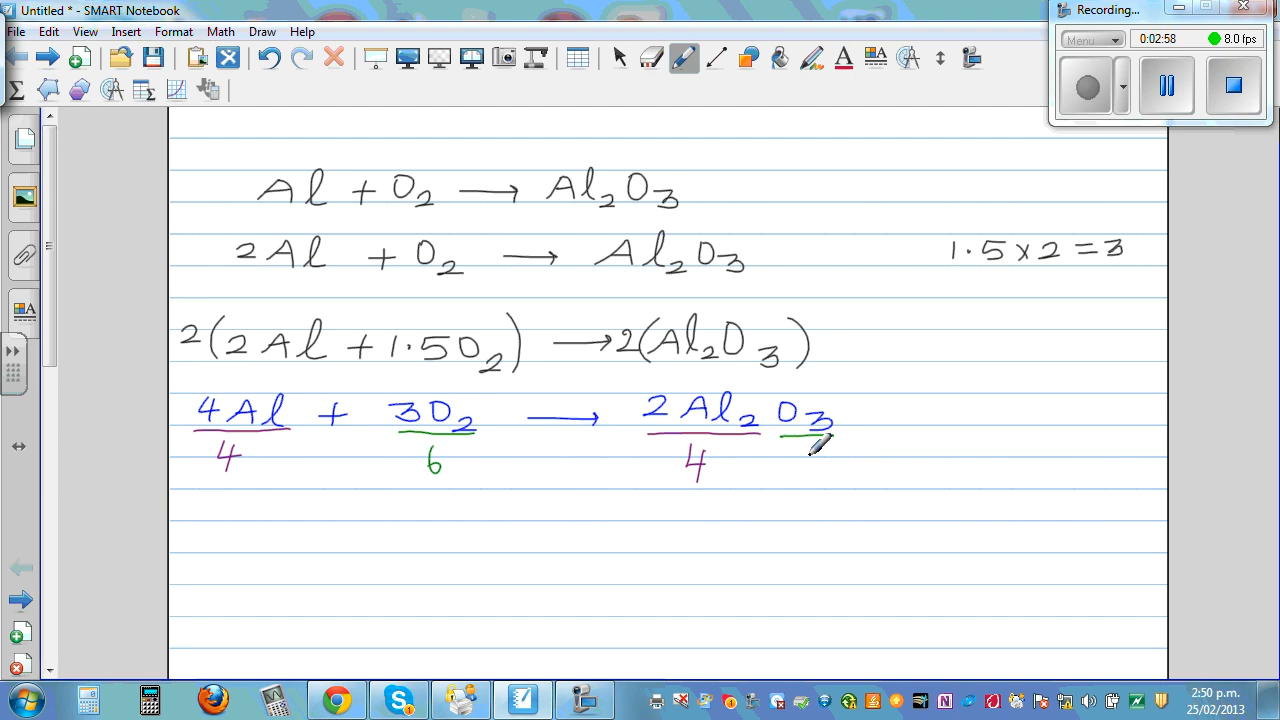 Untitled * - SMART Notebook
Recording...
File Edit View Insert Format Math Draw Help
Menu
0:02:58
8.0 fps
Al + O₂ → Al₂O₃
2Al + O₂ → Al₂O₃
1.5 × 2 = 3
2(2Al + 1.5O₂) → 2(Al₂O₃)
4Al + 3O₂ → 2Al₂O₃
4 6 4
2:50 p.m.
25/02/2013